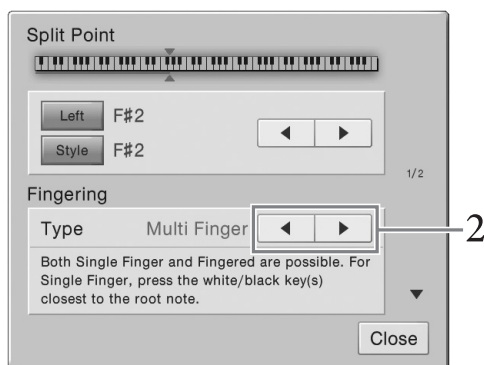 Split Point
Left F#2
Style F#2
1/2
Fingering
Type Multi Finger
2
Both Single Finger and Fingered are possible. For
Single Finger, press the white/black key(s)
closest to the root note.
Close